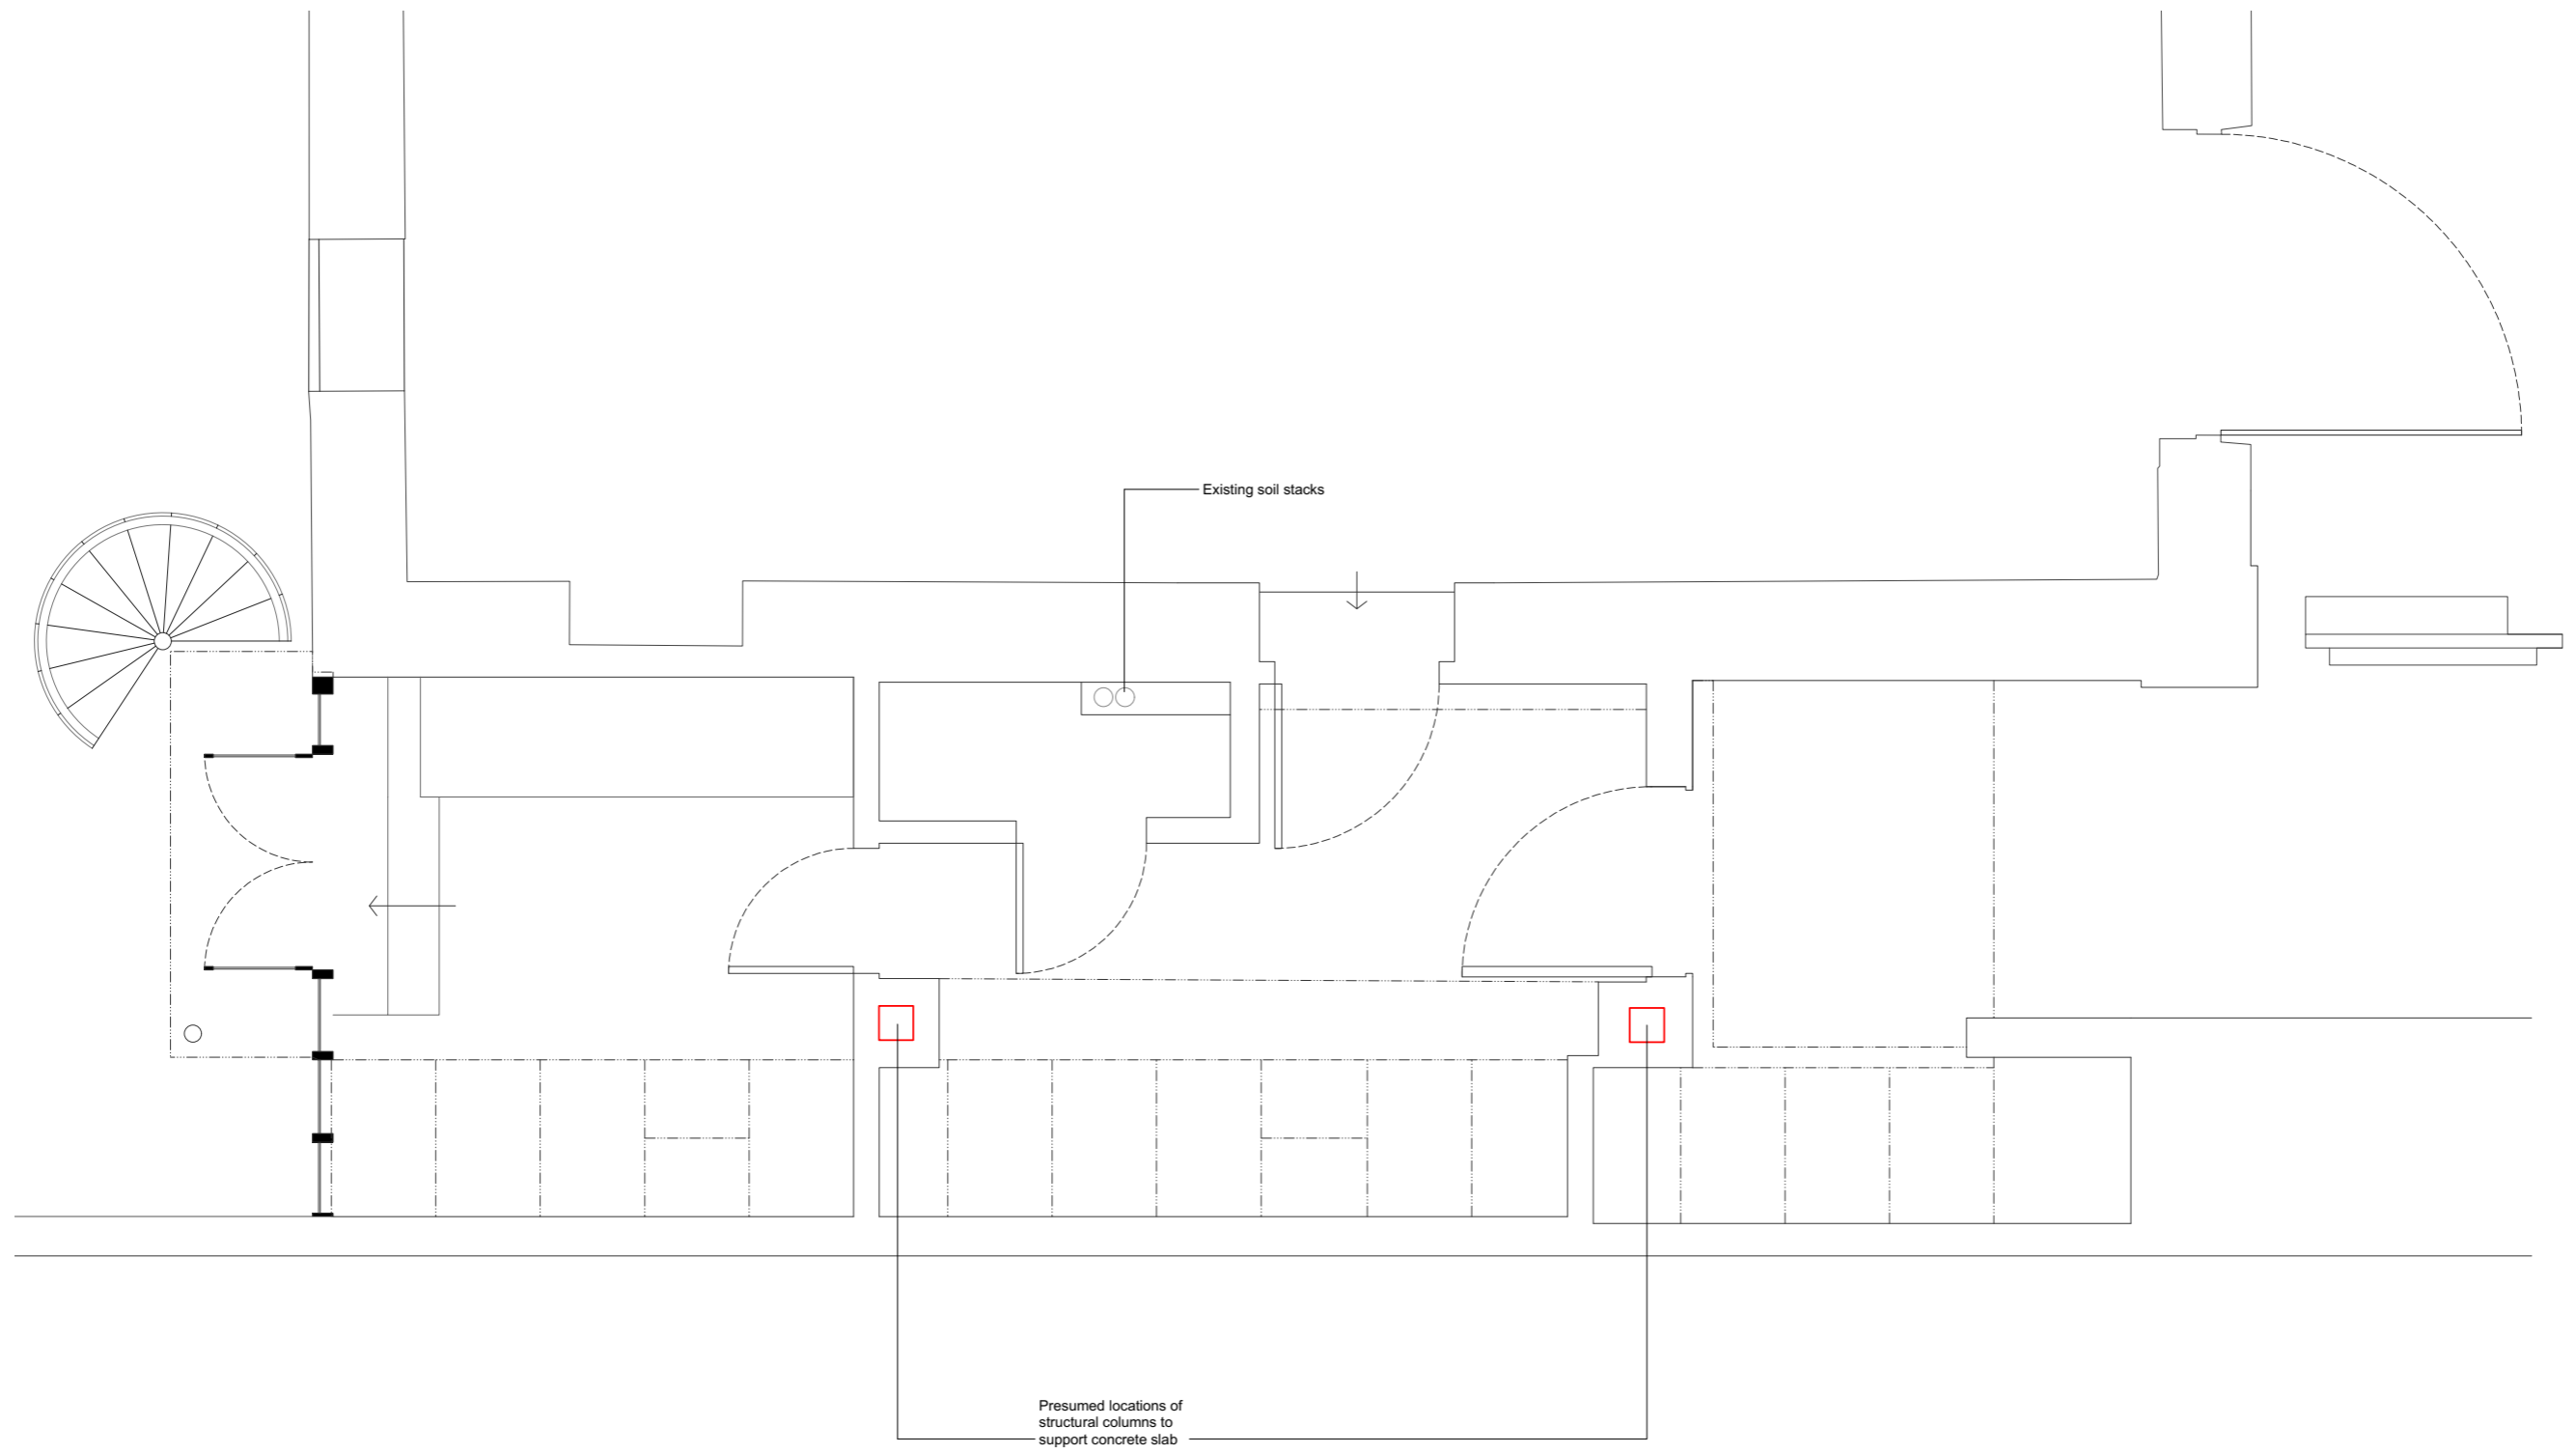 Existing soil stacks
Presumed locations of
structural columns to
support concrete slab